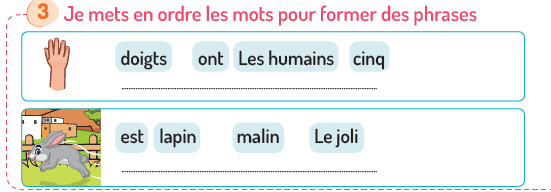 3 Je mets en ordre les mots pour former des phrases
doigts ont Les humains cinq
est lapin malin Le joli